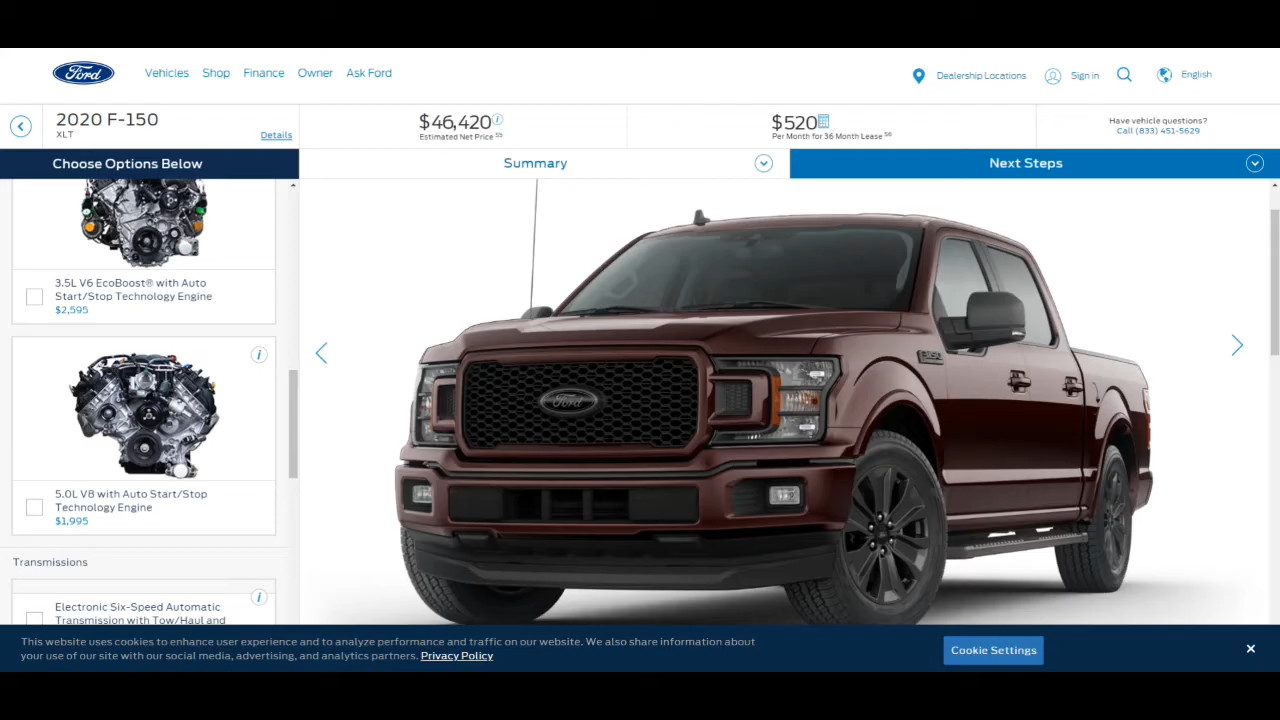 Ford
Vehicles Shop Finance Owner Ask Ford
Dealership Locations
Sign in
English
2020 F-150
XLT
Details
$46,420
Estimated Net Price
$520
Per Month for 36 Month Lease
Have vehicle questions?
Call (833) 451-5629
Choose Options Below
Summary
Next Steps
3.5L V6 EcoBoost® with Auto
Start/Stop Technology Engine
$2,595
5.0L V8 with Auto Start/Stop
Technology Engine
$1,995
Transmissions
Electronic Six-Speed Automatic
Transmission with Tow/Haul and
Ford
This website uses cookies to enhance user experience and to analyze performance and traffic on our website. We also share information about
your use of our site with our social media, advertising, and analytics partners. Privacy Policy
Cookie Settings